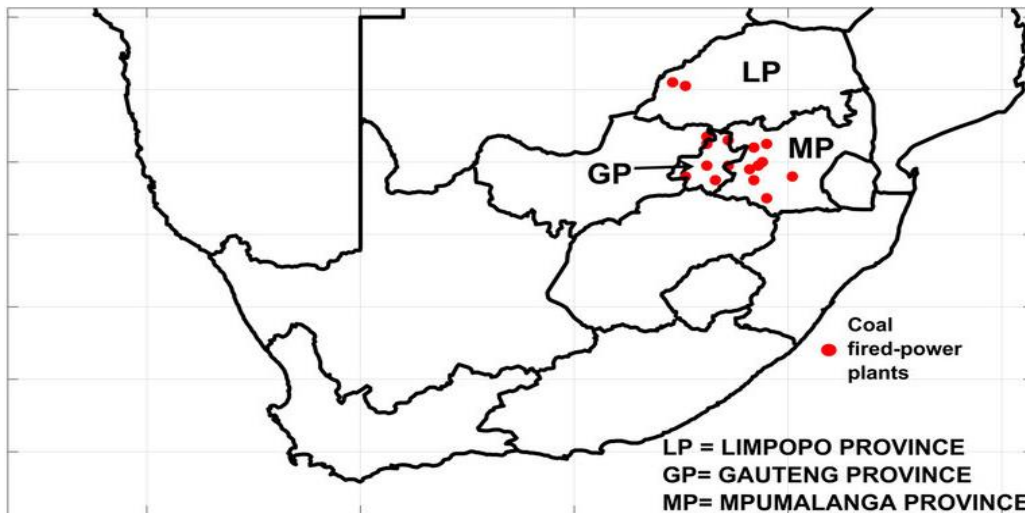 LP
MP
GP
Coal
fired-power
plants
LP = LIMPOPO PROVINCE
GP= GAUTENG PROVINCE
MP= MPUMALANGA PROVINCE